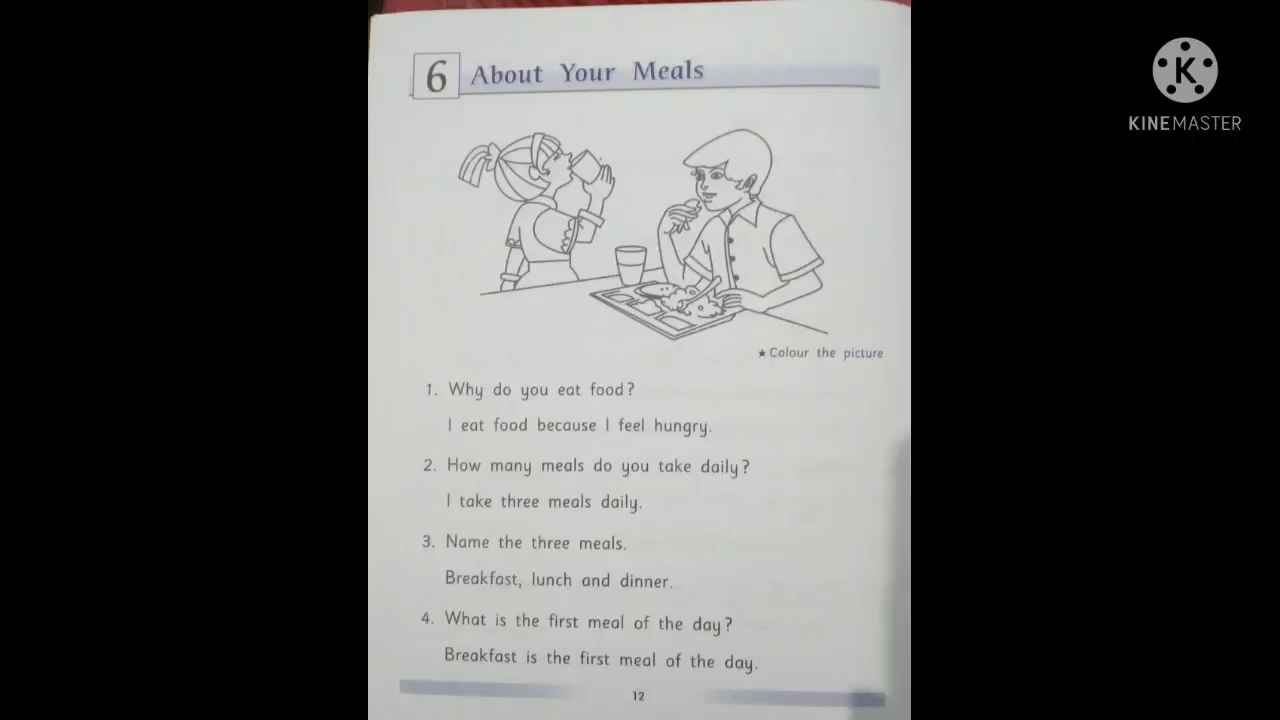 6 About Your Meals
KINEMASTER
★ Colour the picture
1. Why do you eat food?
I eat food because I feel hungry.
2. How many meals do you take daily?
I take three meals daily.
3. Name the three meals.
Breakfast, lunch and dinner.
4. What is the first meal of the day?
Breakfast is the first meal of the day.
12